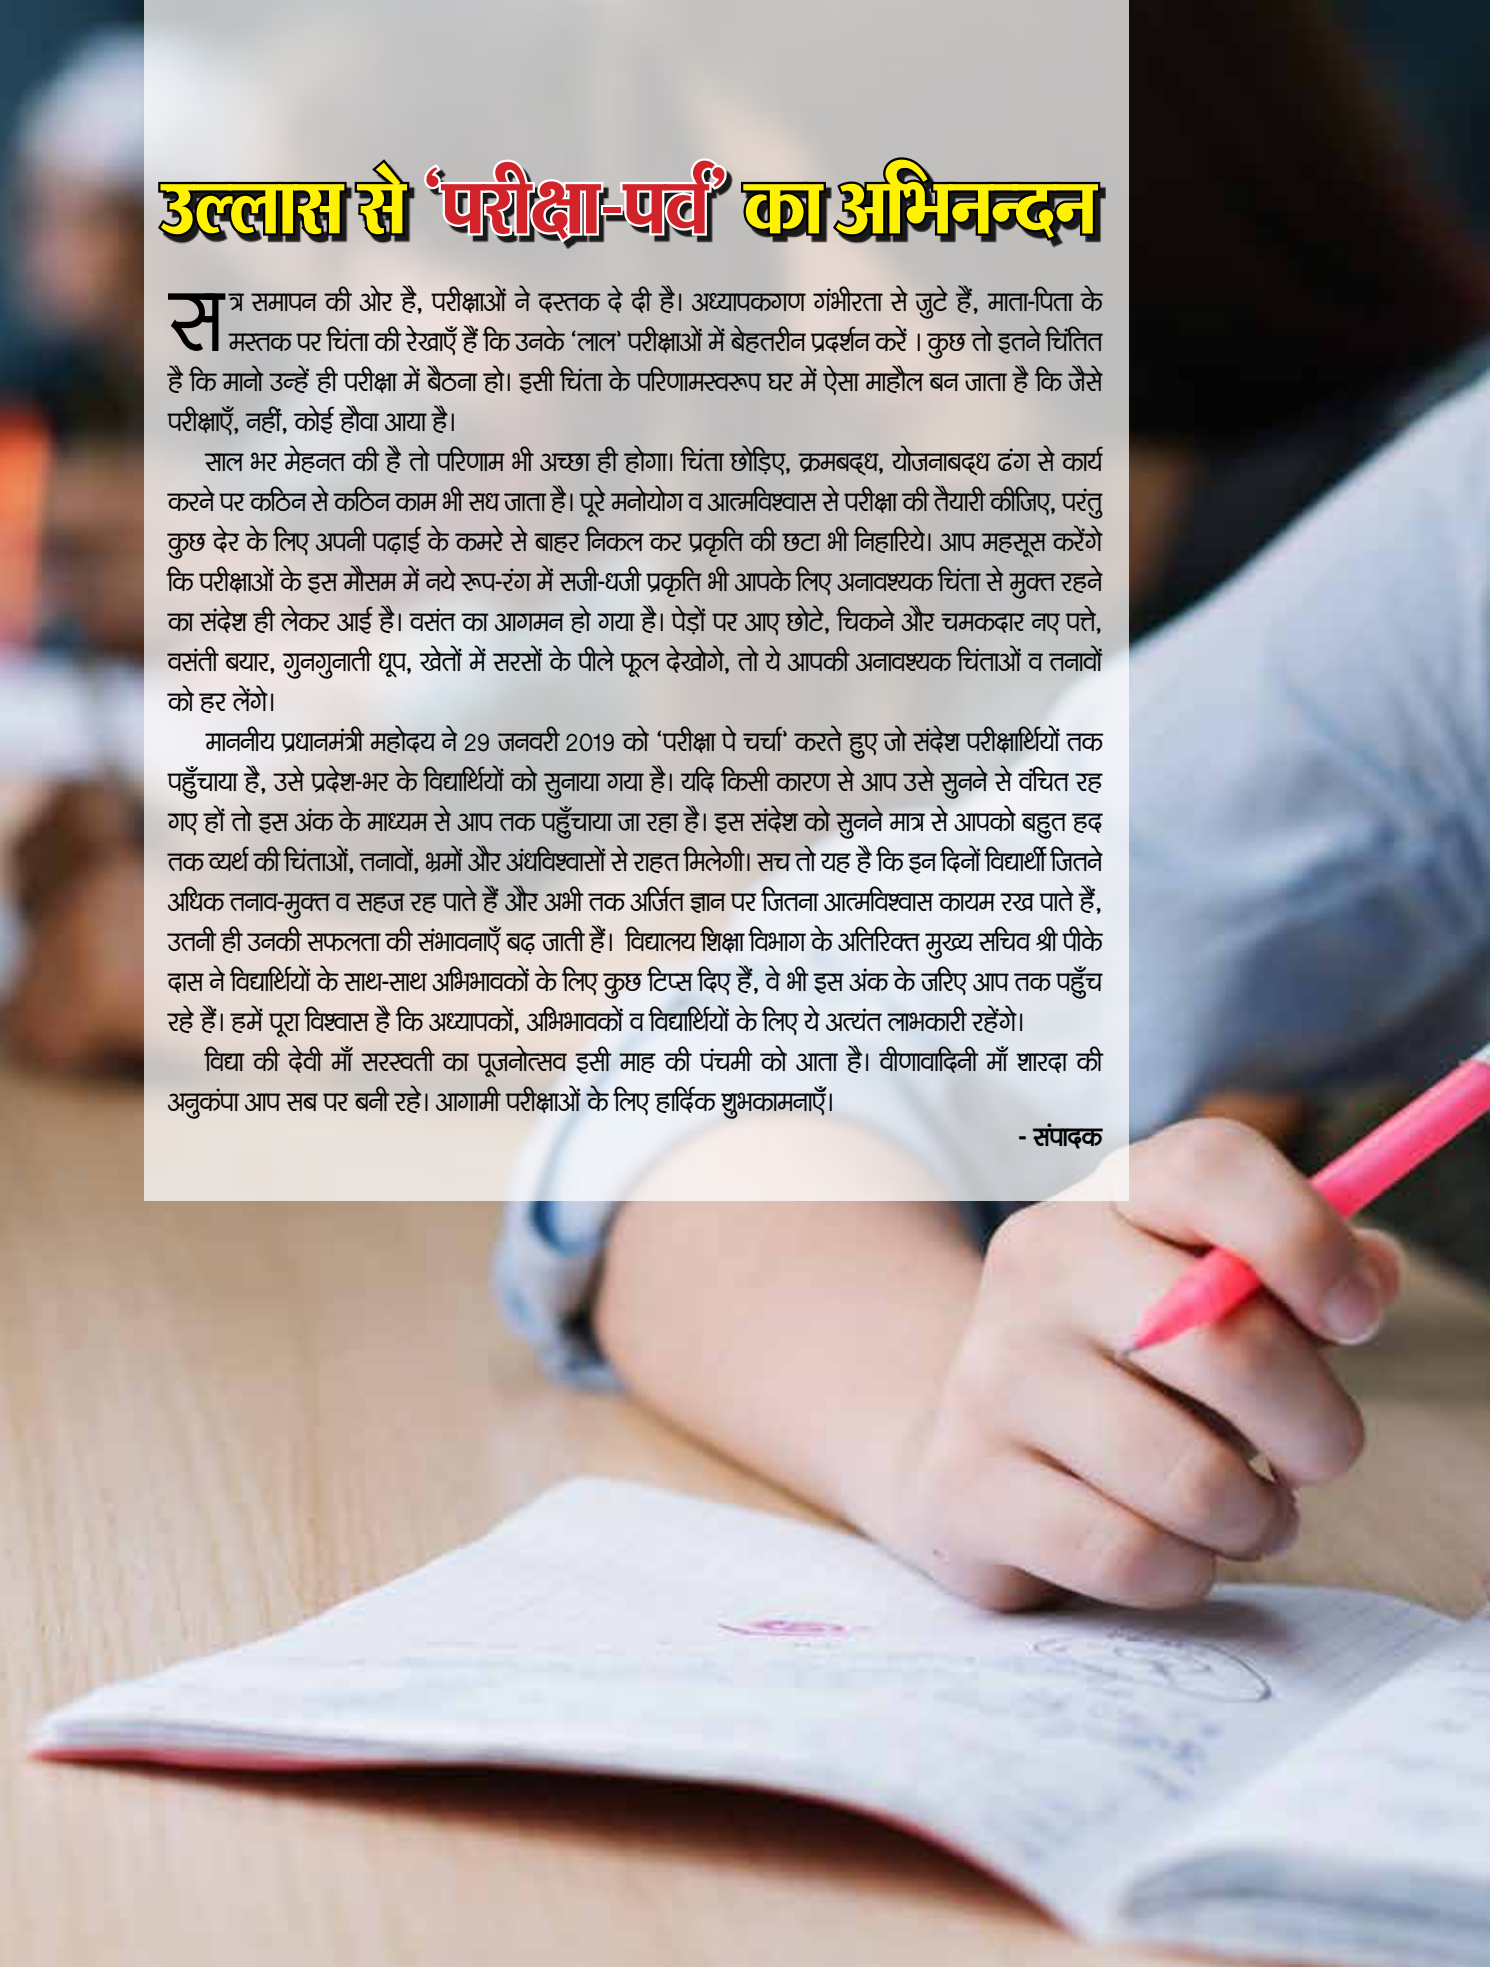 उल्लास से ‘परीक्षा-पर्व’ का अभिनन्दन
सत्र समापन की ओर है, परीक्षाओं ने दस्तक दे दी है। अध्यापकगण गंभीरता से जुटे हैं, माता-पिता के
मस्तक पर चिंता की रेखाएँ हैं कि उनके ‘लाल’ परीक्षाओं में बेहतरीन प्रदर्शन करें । कुछ तो इतने चिंतित
है कि मानो उन्हें ही परीक्षा में बैठना हो। इसी चिंता के परिणामस्वरूप घर में ऐसा माहौल बन जाता है कि जैसे
परीक्षाएँ, नहीं, कोई हौवा आया है।
साल भर मेहनत की है तो परिणाम भी अच्छा ही होगा। चिंता छोड़िए, क्रमबद्ध, योजनाबद्ध ढंग से कार्य
करने पर कठिन से कठिन काम भी सध जाता है। पूरे मनोयोग व आत्मविश्वास से परीक्षा की तैयारी कीजिए, परंतु
कुछ देर के लिए अपनी पढ़ाई के कमरे से बाहर निकल कर प्रकृति की छटा भी निहारिये। आप महसूस करेंगे
कि परीक्षाओं के इस मौसम में नये रूप-रंग में सजी-धजी प्रकृति भी आपके लिए अनावश्यक चिंता से मुक्त रहने
का संदेश ही लेकर आई है। वसंत का आगमन हो गया है। पेड़ों पर आए छोटे, चिकने और चमकदार नए पत्ते,
वसंती बयार, गुनगुनाती धूप, खेतों में सरसों के पीले फूल देखोगे, तो ये आपकी अनावश्यक चिंताओं व तनावों
को हर लेंगे।
माननीय प्रधानमंत्री महोदय ने 29 जनवरी 2019 को ‘परीक्षा पे चर्चा’ करते हुए जो संदेश परीक्षार्थियों तक
पहुँचाया है, उसे प्रदेश-भर के विद्यार्थियों को सुनाया गया है। यदि किसी कारण से आप उसे सुनने से वंचित रह
गए हों तो इस अंक के माध्यम से आप तक पहुँचाया जा रहा है। इस संदेश को सुनने मात्र से आपको बहुत हद
तक व्यर्थ की चिंताओं, तनावों, भ्रमों और अंधविश्वासों से राहत मिलेगी। सच तो यह है कि इन दिनों विद्यार्थी जितने
अधिक तनाव-मुक्त व सहज रह पाते हैं और अभी तक अर्जित ज्ञान पर जितना आत्मविश्वास कायम रख पाते हैं,
उतनी ही उनकी सफलता की संभावनाएँ बढ़ जाती हैं। विद्यालय शिक्षा विभाग के अतिरिक्त मुख्य सचिव श्री पीके
दास ने विद्यार्थियों के साथ-साथ अभिभावकों के लिए कुछ टिप्स दिए हैं, वे भी इस अंक के जरिए आप तक पहुँच
रहे हैं। हमें पूरा विश्वास है कि अध्यापकों, अभिभावकों व विद्यार्थियों के लिए ये अत्यंत लाभकारी रहेंगे।
विद्या की देवी माँ सरस्वती का पूजनोत्सव इसी माह की पंचमी को आता है। वीणावादिनी माँ शारदा की
अनुकंपा आप सब पर बनी रहे। आगामी परीक्षाओं के लिए हार्दिक शुभकामनाएँ।
- संपादक